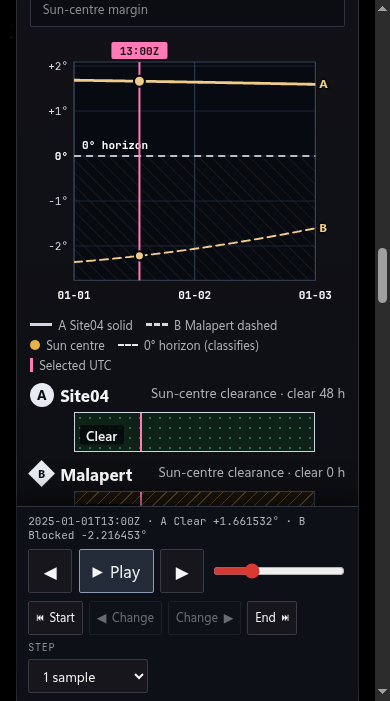 Sun-centre margin
13:00Z
+2°
A
+1°
0° horizon
0°
-1°
B
-2°
01-01 01-02 01-03
A Site04 solid B Malapert dashed
Sun centre 0° horizon (classifies)
Selected UTC
A Site04 Sun-centre clearance · clear 48 h
Clear
B Malapert Sun-centre clearance · clear 0 h
2025-01-01T13:00Z · A Clear +1.661532° · B
Blocked -2.216453°
◀ ▶ Play ▶
⏮ Start ◀ Change Change ▶ End ⏭
STEP
1 sample